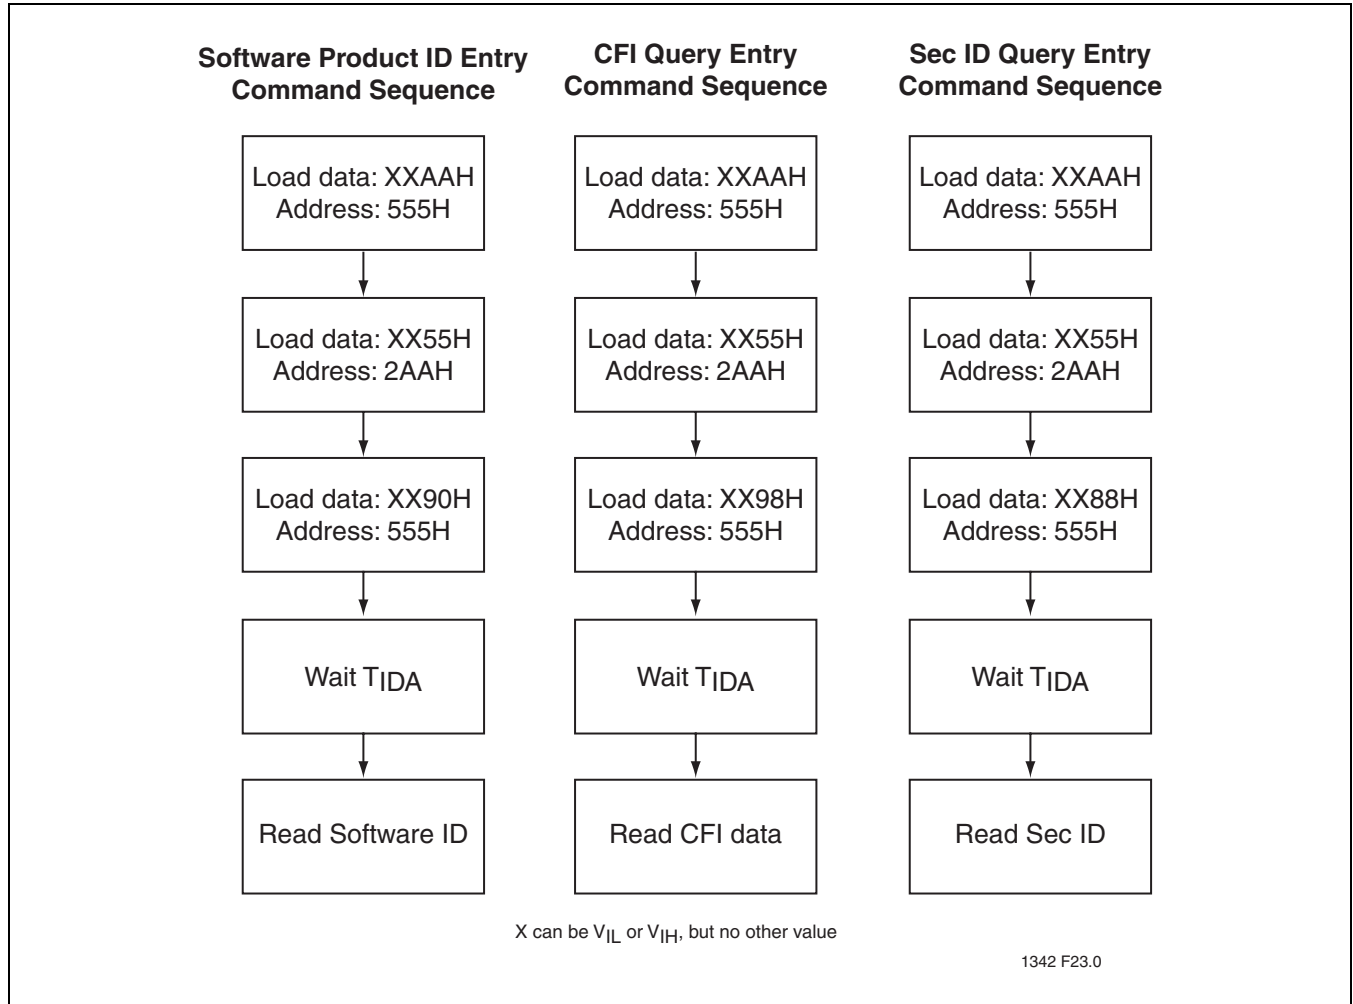 Software Product ID Entry
Command Sequence
Load data: XXAAH
Address: 555H
Load data: XX55H
Address: 2AAH
Load data: XX90H
Address: 555H
Wait TIDA
Read Software ID
CFI Query Entry
Command Sequence
Load data: XXAAH
Address: 555H
Load data: XX55H
Address: 2AAH
Load data: XX98H
Address: 555H
Wait TIDA
Read CFI data
Sec ID Query Entry
Command Sequence
Load data: XXAAH
Address: 555H
Load data: XX55H
Address: 2AAH
Load data: XX88H
Address: 555H
Wait TIDA
Read Sec ID
X can be VIL or VIH, but no other value
1342 F23.0